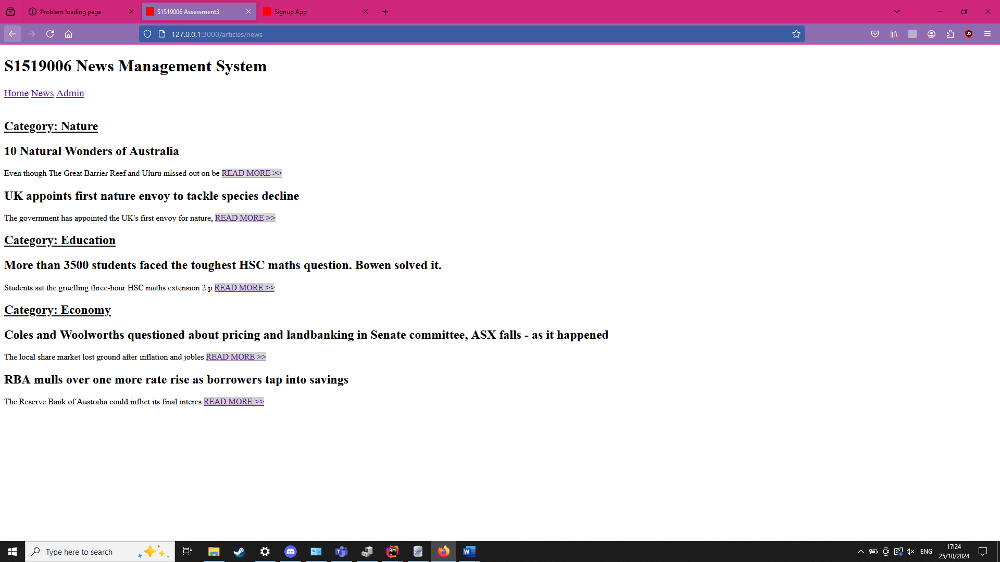 Problem loading page
S1519006 Assessment3
Signup App
127.0.0.1:3000/articles/news
S1519006 News Management System
Home News Admin
Category: Nature
10 Natural Wonders of Australia
Even though The Great Barrier Reef and Uluru missed out on be READ MORE >>
UK appoints first nature envoy to tackle species decline
The government has appointed the UK's first envoy for nature, READ MORE >>
Category: Education
More than 3500 students faced the toughest HSC maths question. Bowen solved it.
Students sat the gruelling three-hour HSC maths extension 2 p READ MORE >>
Category: Economy
Coles and Woolworths questioned about pricing and landbanking in Senate committee, ASX falls - as it happened
The local share market lost ground after inflation and jobles READ MORE >>
RBA mulls over one more rate rise as borrowers tap into savings
The Reserve Bank of Australia could inflict its final interes READ MORE >>
Type here to search
RM
W
ENG
17:24
25/10/2024